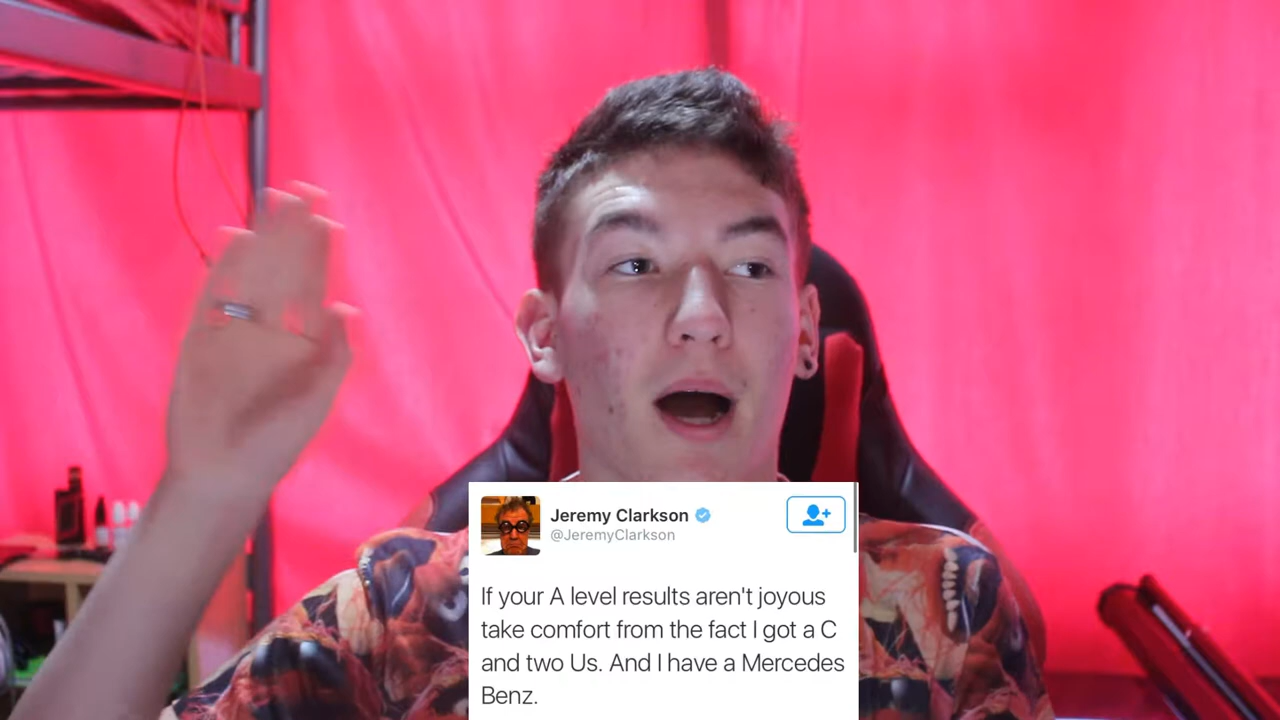 Jeremy Clarkson
@JeremyClarkson
If your A level results aren't joyous
take comfort from the fact I got a C
and two Us. And I have a Mercedes
Benz.